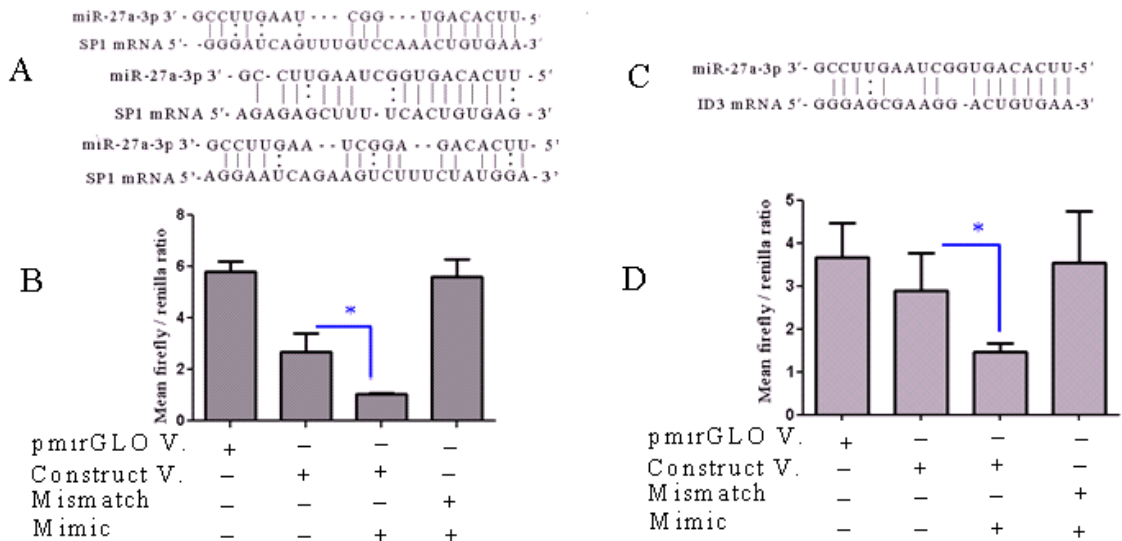 A
miR-27a-3p 3´- GCCUUGAAU···CGG···UGACACUU-5´
SP1 mRNA 5´- GGGAUCAGUUUGUCCAAACUGUGAA-3´
miR-27a-3p 3´ -GC- CUUGAAUCGGUGACACUU - 5´
SP1 mRNA 5´- AGAGAGCUUU- UCACUGUGAG- 3´
miR-27a-3p 3’- GCCUUGAA··UCGGA··GACACUU- 5’
SP1 mRNA 5’-AGGAAUCAGAAGUCUUUCUAUGGA-3’
B
Mean firefly / renilla ratio
8
6
4
2
0
*
pmirGLO V. + – – –
Construct V. – + + –
Mismatch – – – +
Mimic – – + +
C
miR-27a-3p 3´-GCCUUGAAUCGGUGACACUU-5´
ID3 mRNA 5´- GGGAGCGAAGG -ACUGUGAA-3´
D
Mean firefly / renilla ratio
5
4
3
2
1
0
*
pmirGLO V. + – – –
Construct V. – + + –
Mismatch – – – +
Mimic – – + +